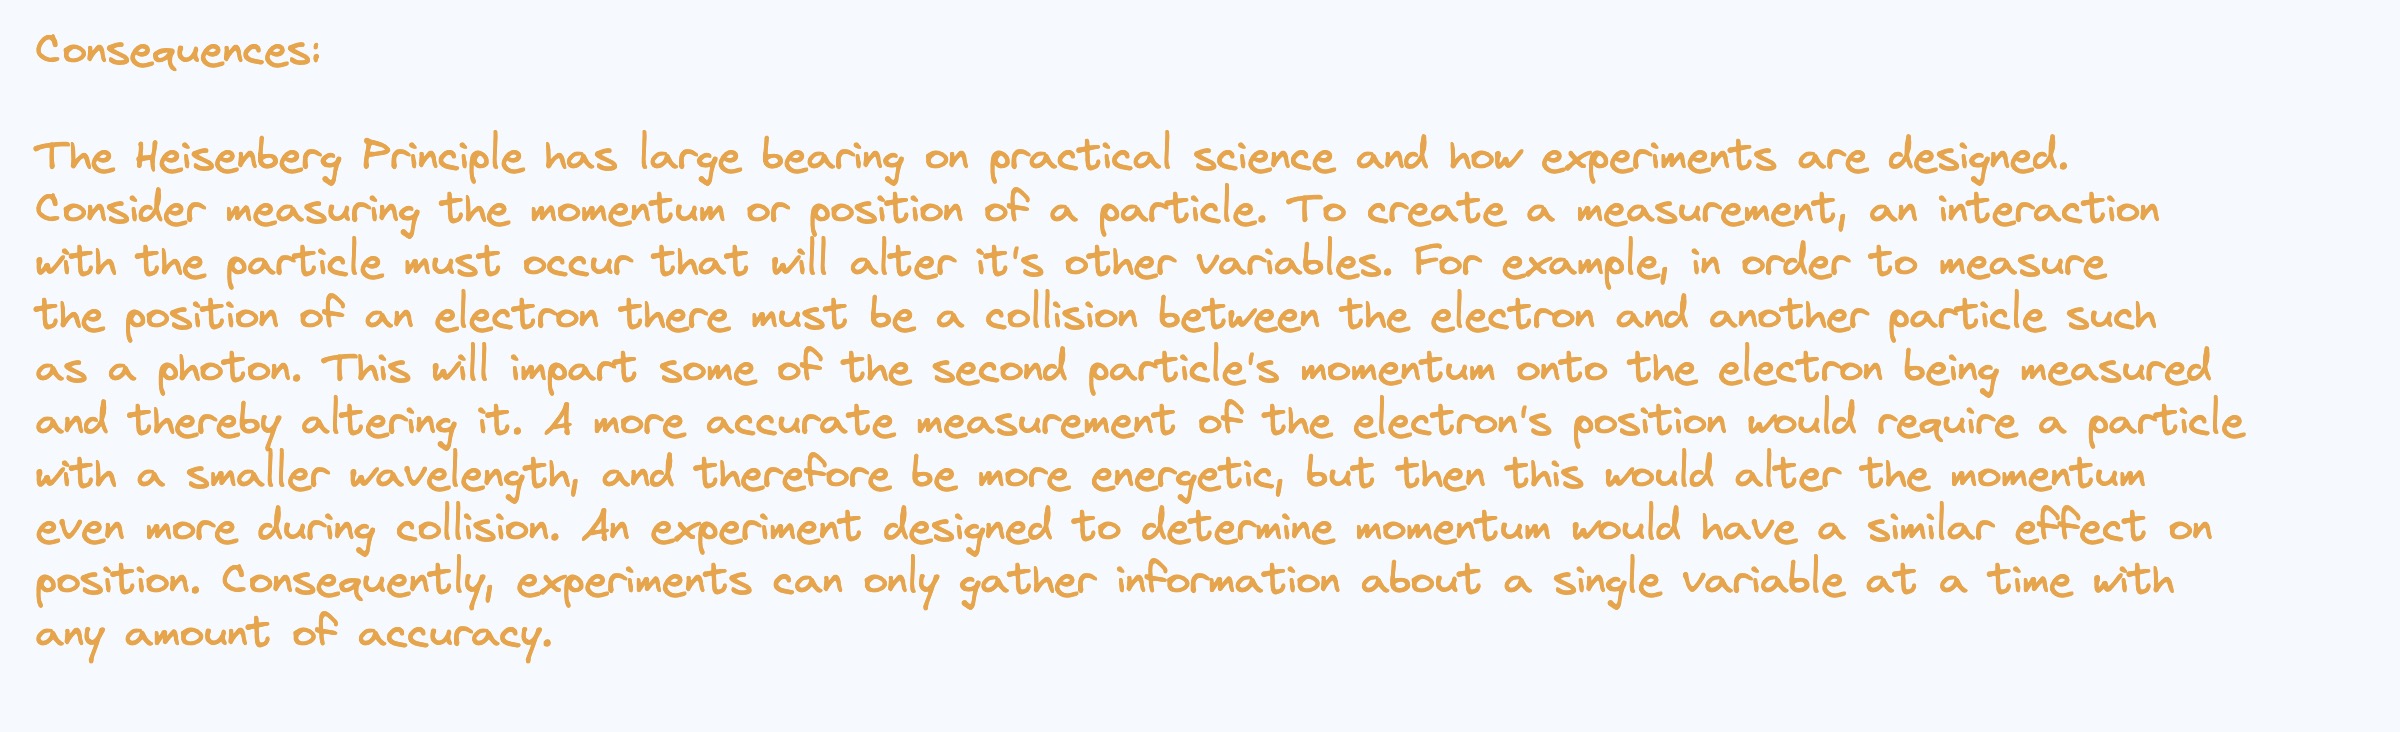 Consequences:
The Heisenberg Principle has large bearing on practical science and how experiments are designed.
Consider measuring the momentum or position of a particle. To create a measurement, an interaction
with the particle must occur that will alter it's other variables. For example, in order to measure
the position of an electron there must be a collision between the electron and another particle such
as a photon. This will impart some of the second particle's momentum onto the electron being measured
and thereby altering it. A more accurate measurement of the electron's position would require a particle
with a smaller wavelength, and therefore be more energetic, but then this would alter the momentum
even more during collision. An experiment designed to determine momentum would have a similar effect on
position. Consequently, experiments can only gather information about a single variable at a time with
any amount of accuracy.